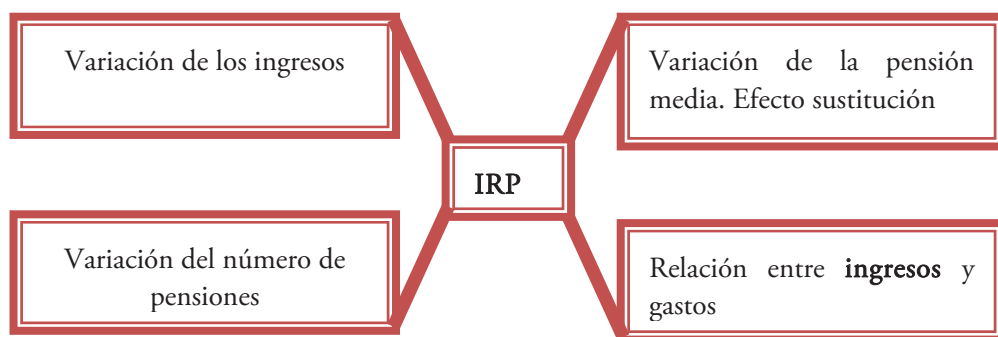 Variación de los ingresos
Variación de la pensión
media. Efecto sustitución
IRP
Variación del número de
pensiones
Relación entre ingresos y
gastos